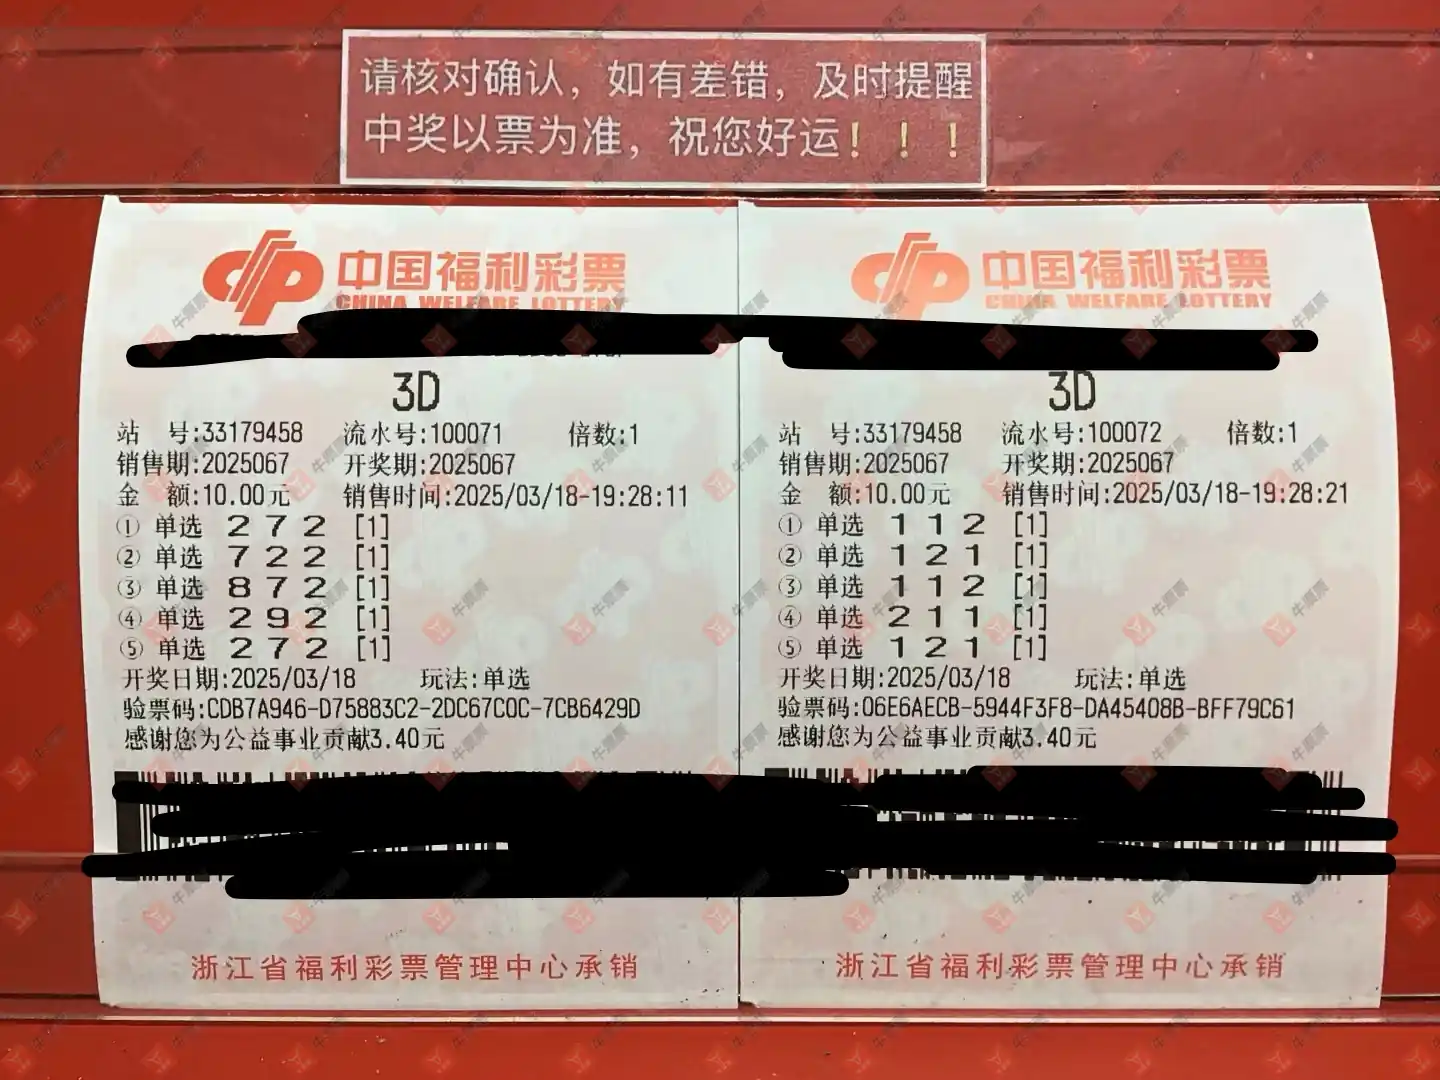 请核对确认，如有差错，及时提醒
中奖以票为准，祝您好运！！！
中国福利彩票
CHINA WELFARE LOTTERY
3D
站 号:33179458 流水号:100071 倍数:1
销售期:2025067 开奖期:2025067
金 额:10.00元 销售时间:2025/03/18-19:28:11
① 单选 2 7 2 [1]
② 单选 7 2 2 [1]
③ 单选 8 7 2 [1]
④ 单选 2 9 2 [1]
⑤ 单选 2 7 2 [1]
开奖日期:2025/03/18 玩法:单选
验票码:CDB7A946-D75883C2-2DC67C0C-7CB6429D
感谢您为公益事业贡献3.40元
浙江省福利彩票管理中心承销
中国福利彩票
CHINA WELFARE LOTTERY
3D
站 号:33179458 流水号:100072 倍数:1
销售期:2025067 开奖期:2025067
金 额:10.00元 销售时间:2025/03/18-19:28:21
① 单选 1 1 2 [1]
② 单选 1 2 1 [1]
③ 单选 1 1 2 [1]
④ 单选 2 1 1 [1]
⑤ 单选 1 2 1 [1]
开奖日期:2025/03/18 玩法:单选
验票码:06E6AECB-5944F3F8-DA45408B-BFF79C61
感谢您为公益事业贡献3.40元
浙江省福利彩票管理中心承销